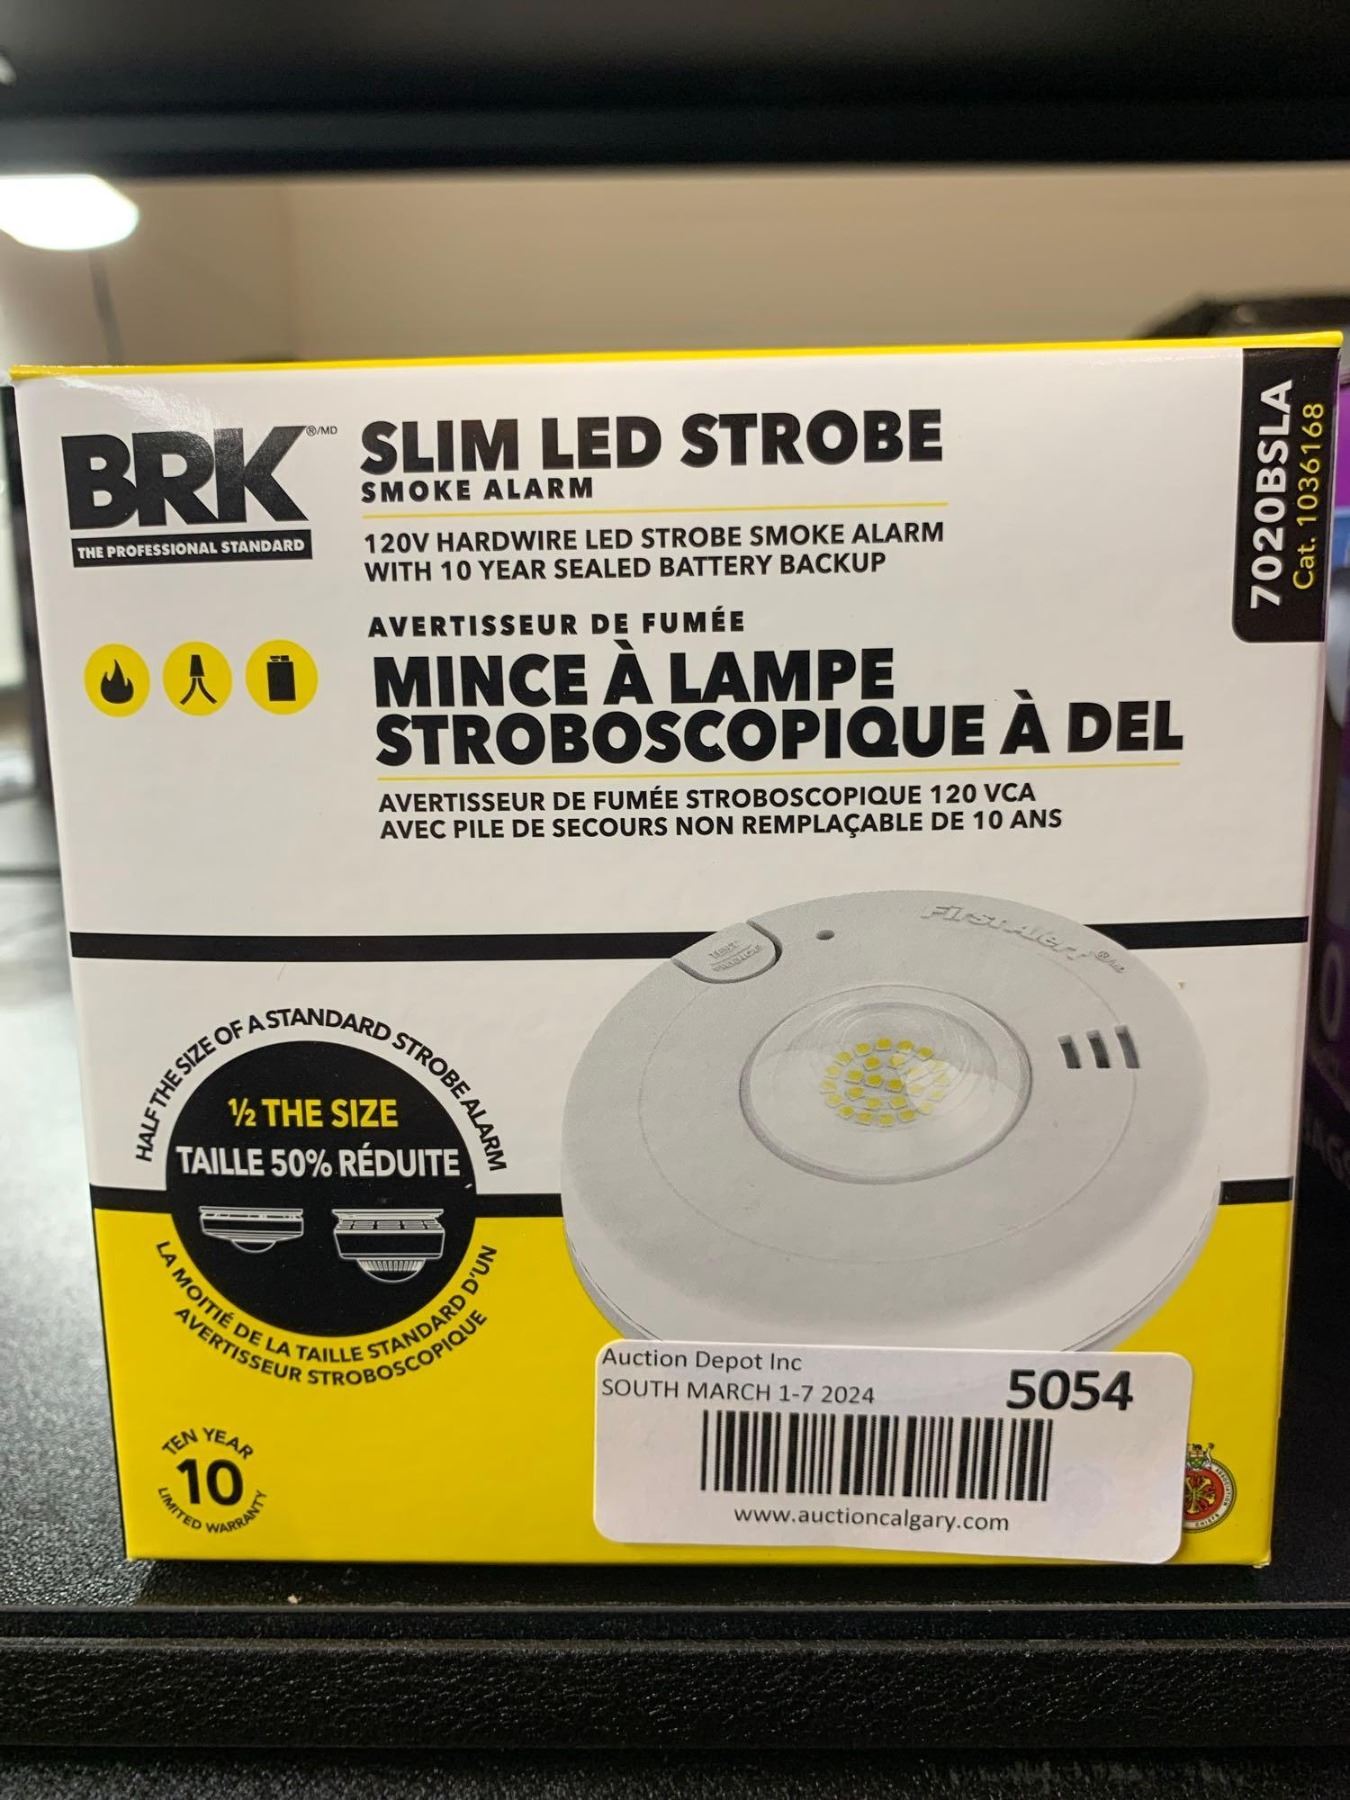 BRK ®/MD
THE PROFESSIONAL STANDARD
SLIM LED STROBE
SMOKE ALARM
120V HARDWIRE LED STROBE SMOKE ALARM
WITH 10 YEAR SEALED BATTERY BACKUP
AVERTISSEUR DE FUMÉE
MINCE À LAMPE
STROBOSCOPIQUE À DEL
AVERTISSEUR DE FUMÉE STROBOSCOPIQUE 120 VCA
AVEC PILE DE SECOURS NON REMPLAÇABLE DE 10 ANS
7020BSLA
Cat. 1036168
First Alert
TEST
SILENCE
HALF THE SIZE OF A STANDARD STROBE ALARM
½ THE SIZE
TAILLE 50% RÉDUITE
LA MOITIÉ DE LA TAILLE STANDARD D'UN
AVERTISSEUR STROBOSCOPIQUE
TEN YEAR
10
LIMITED WARRANTY
Auction Depot Inc
SOUTH MARCH 1-7 2024
5054
www.auctioncalgary.com